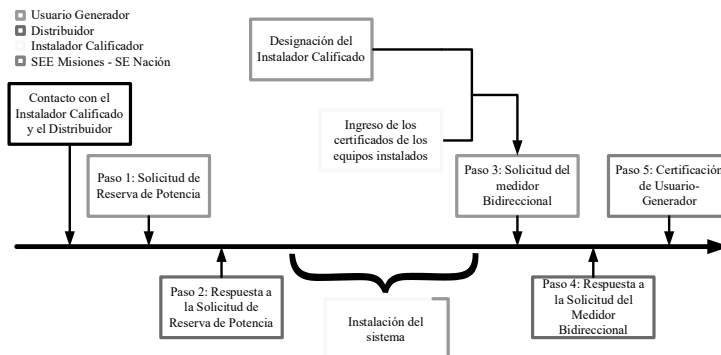 Usuario Generador
Distribuidor
Instalador Calificador
SEE Misiones - SE Nación
Designación del
Instalador Calificado
Contacto con el
Instalador Calificado
y el Distribuidor
Ingreso de los
certificados de los
equipos instalados
Paso 1: Solicitud de
Reserva de Potencia
Paso 3: Solicitud del
medidor
Bidireccional
Paso 5: Certificación
de Usuario-
Generador
Paso 2: Respuesta a
la Solicitud de
Reserva de Potencia
Instalación del
sistema
Paso 4: Respuesta a
la Solicitud del
Medidor
Bidireccional